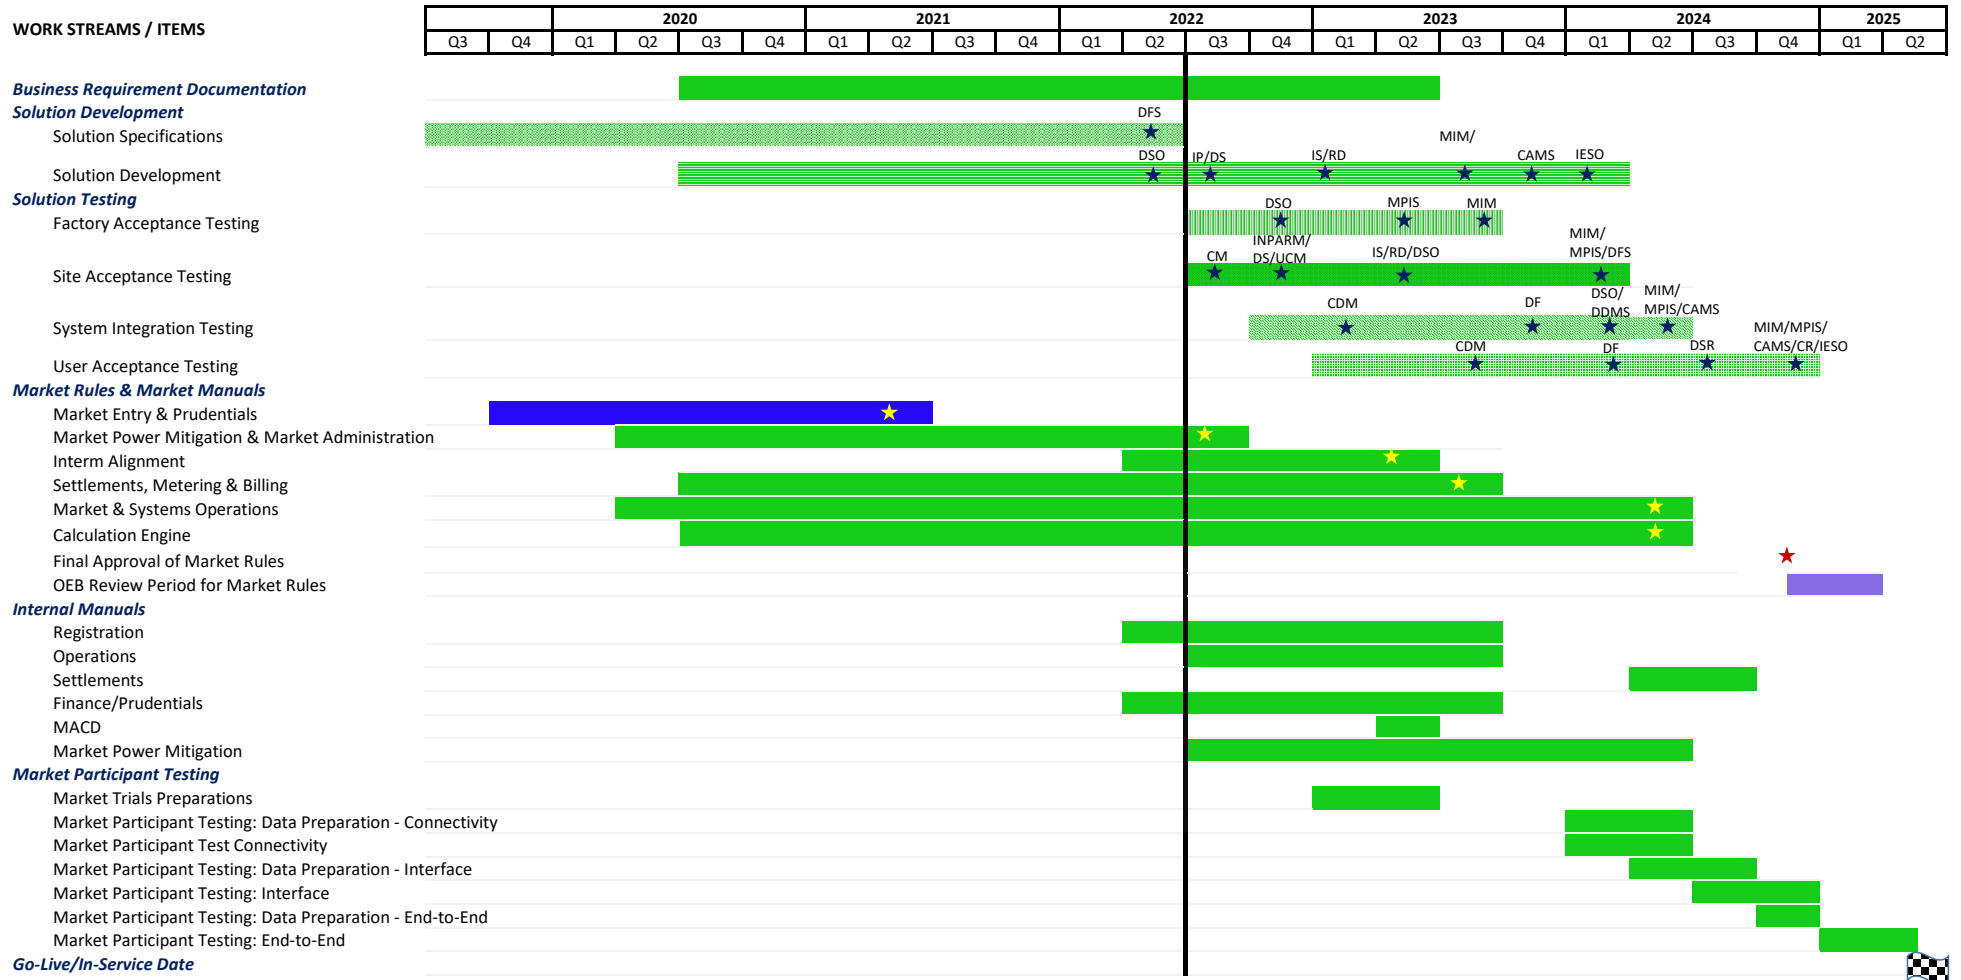 WORK STREAMS / ITEMS
2020 2021 2022 2023 2024 2025
Q3 Q4 Q1 Q2 Q3 Q4 Q1 Q2 Q3 Q4 Q1 Q2 Q3 Q4 Q1 Q2 Q3 Q4 Q1 Q2 Q3 Q4 Q1 Q2
Business Requirement Documentation
Solution Development
DFS
Solution Specifications
MIM/
DSO IP/DS IS/RD CAMS IESO
Solution Development
Solution Testing
DSO MPIS MIM
Factory Acceptance Testing
INPARM/ MIM/
CM DS/UCM IS/RD/DSO MPIS/DFS
Site Acceptance Testing
DSO/ MIM/
CDM DF DDMS MPIS/CAMS
System Integration Testing
MIM/MPIS/
CDM DF DSR CAMS/CR/IESO
User Acceptance Testing
Market Rules & Market Manuals
Market Entry & Prudentials
Market Power Mitigation & Market Administration
Interm Alignment
Settlements, Metering & Billing
Market & Systems Operations
Calculation Engine
Final Approval of Market Rules
OEB Review Period for Market Rules
Internal Manuals
Registration
Operations
Settlements
Finance/Prudentials
MACD
Market Power Mitigation
Market Participant Testing
Market Trials Preparations
Market Participant Testing: Data Preparation - Connectivity
Market Participant Test Connectivity
Market Participant Testing: Data Preparation - Interface
Market Participant Testing: Interface
Market Participant Testing: Data Preparation - End-to-End
Market Participant Testing: End-to-End
Go-Live/In-Service Date